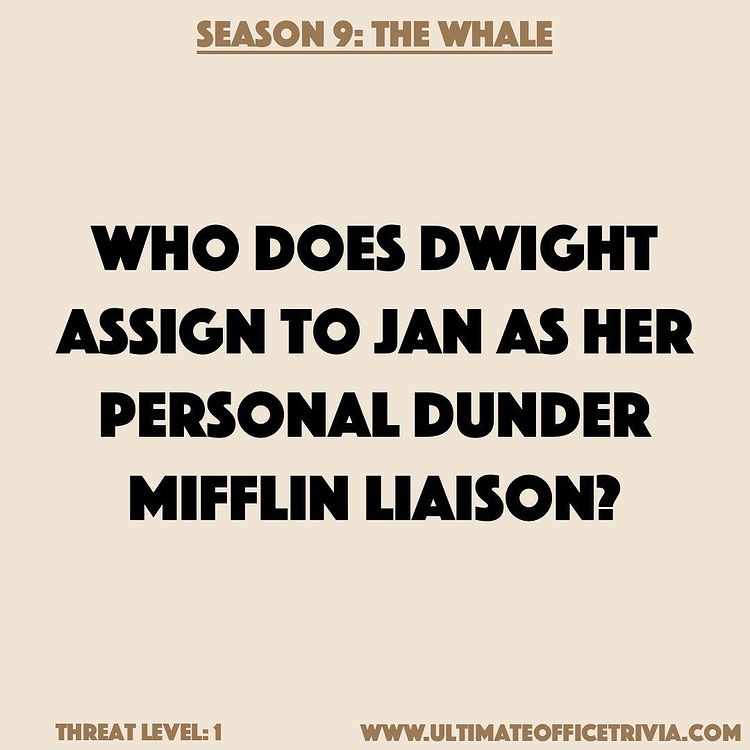 SEASON 9: THE WHALE
WHO DOES DWIGHT
ASSIGN TO JAN AS HER
PERSONAL DUNDER
MIFFLIN LIAISON?
THREAT LEVEL: 1
WWW.ULTIMATEOFFICETRIVIA.COM